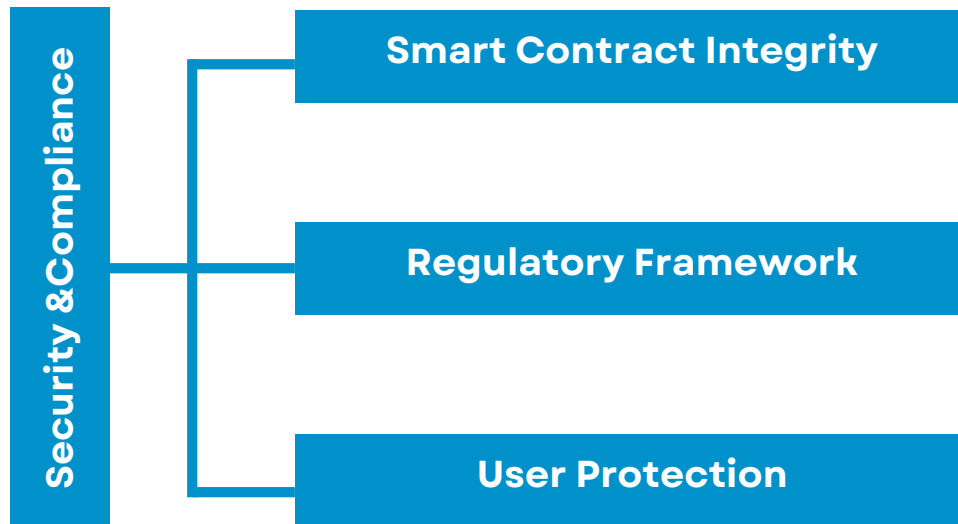 Security &Compliance
Smart Contract Integrity
Regulatory Framework
User Protection